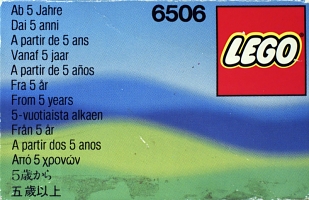 Ab 5 Jahre
Dai 5 anni
A partir de 5 ans
Vanaf 5 jaar
A partir de 5 años
Fra 5 år
From 5 years
5-vuotiaista alkaen
Från 5 år
A partir dos 5 anos
Από 5 χρονών
5歳から
五歲以上
6506
LEGO